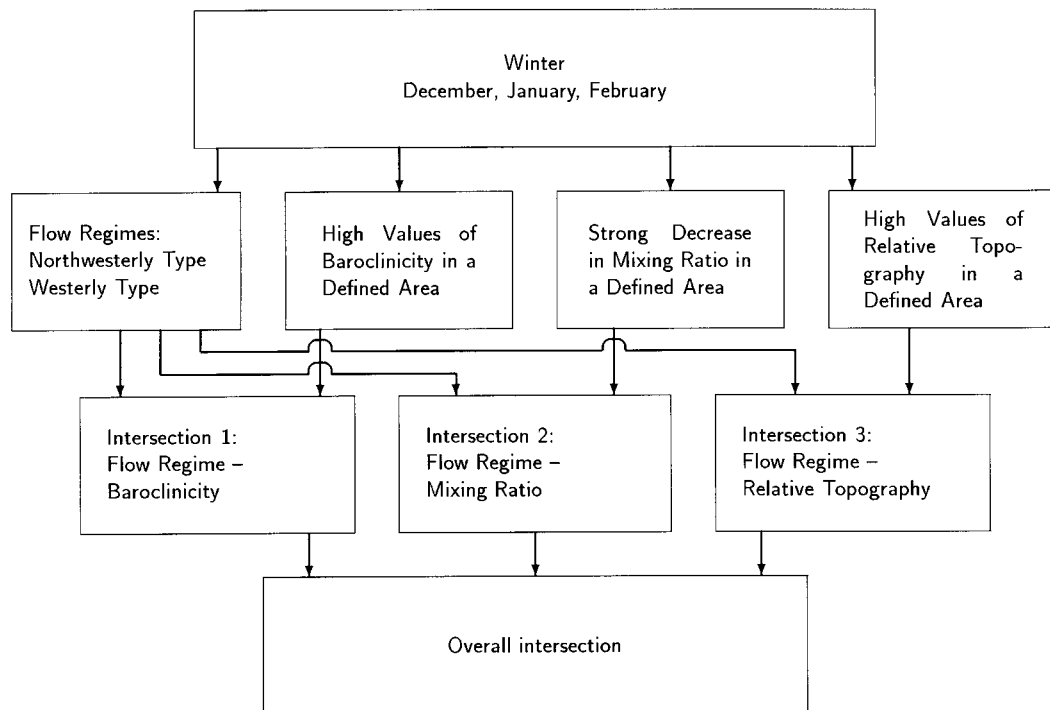 Winter
December, January, February
Flow Regimes:
Northwesterly Type
Westerly Type
High Values of
Baroclinicity in a
Defined Area
Strong Decrease
in Mixing Ratio in
a Defined Area
High Values of
Relative Topo-
graphy in a
Defined Area
Intersection 1:
Flow Regime –
Baroclinicity
Intersection 2:
Flow Regime –
Mixing Ratio
Intersection 3:
Flow Regime –
Relative Topography
Overall intersection